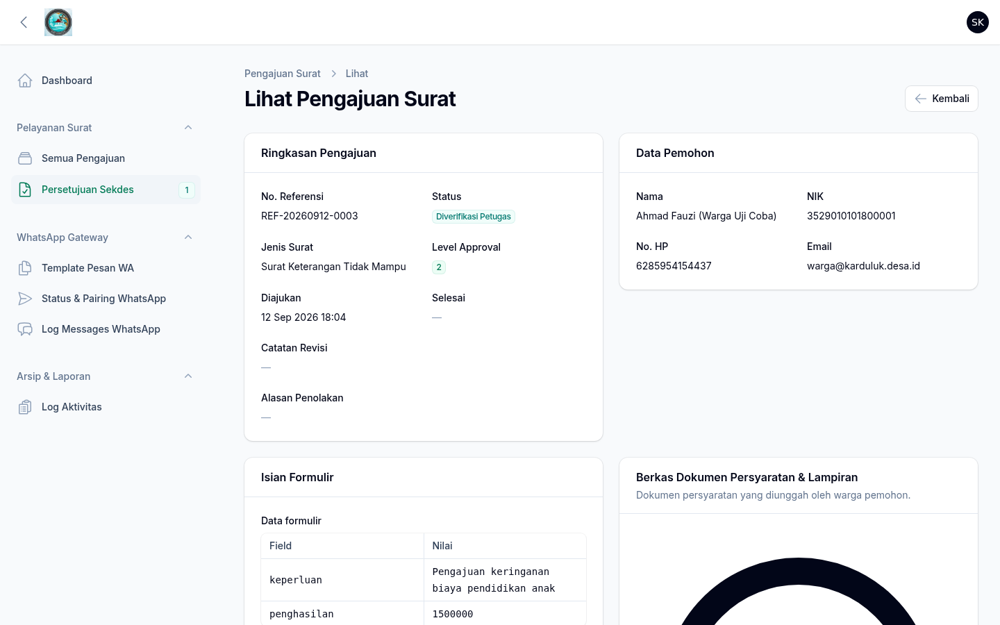 SK
Dashboard
Pelayanan Surat
Semua Pengajuan
Persetujuan Sekdes 1
WhatsApp Gateway
Template Pesan WA
Status & Pairing WhatsApp
Log Messages WhatsApp
Arsip & Laporan
Log Aktivitas
Pengajuan Surat Lihat
Lihat Pengajuan Surat
Kembali
Ringkasan Pengajuan
No. Referensi Status
REF-20260912-0003 Diverifikasi Petugas
Jenis Surat Level Approval
Surat Keterangan Tidak Mampu 2
Diajukan Selesai
12 Sep 2026 18:04 —
Catatan Revisi
—
Alasan Penolakan
—
Data Pemohon
Nama NIK
Ahmad Fauzi (Warga Uji Coba) 3529010101800001
No. HP Email
6285954154437 warga@karduluk.desa.id
Isian Formulir
Data formulir
Field Nilai
keperluan Pengajuan keringanan
biaya pendidikan anak
penghasilan 1500000
Berkas Dokumen Persyaratan & Lampiran
Dokumen persyaratan yang diunggah oleh warga pemohon.